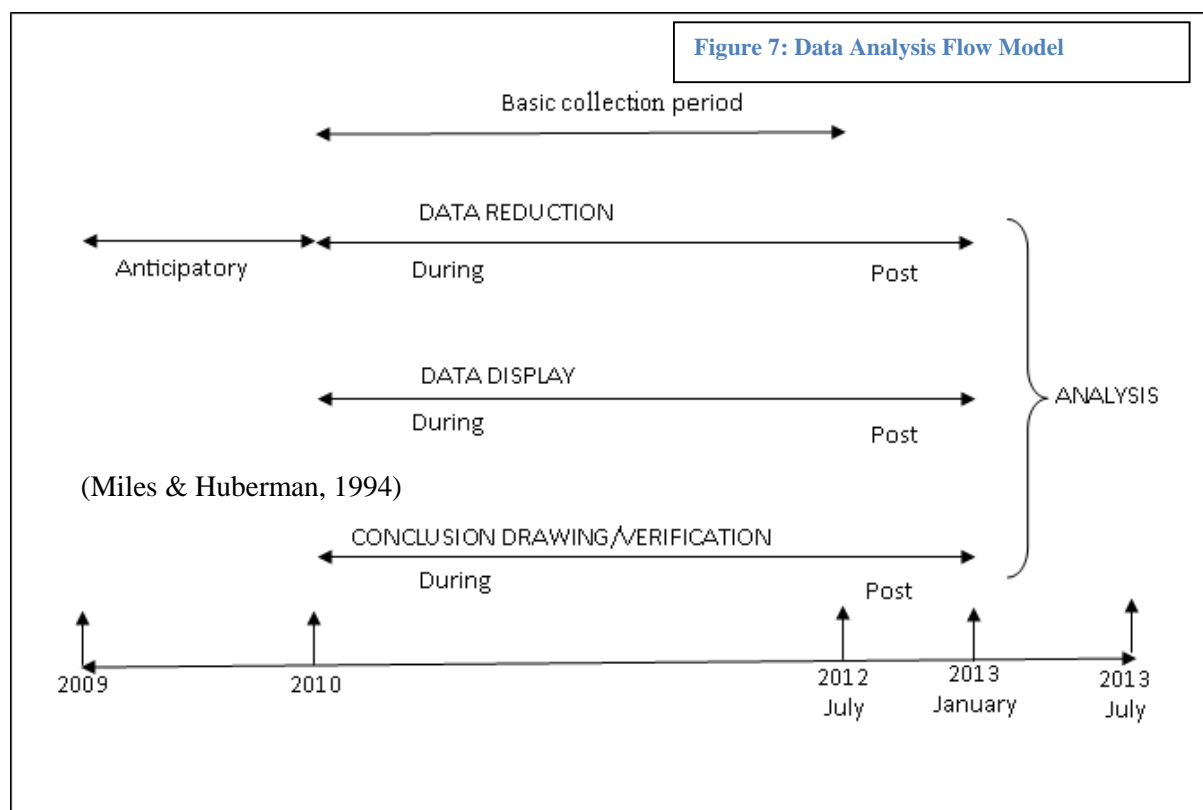 Figure 7: Data Analysis Flow Model
Basic collection period
DATA REDUCTION
Anticipatory
During
Post
DATA DISPLAY
During
Post
ANALYSIS
(Miles & Huberman, 1994)
CONCLUSION DRAWING/VERIFICATION
During
Post
2009
2010
2012
July
2013
January
2013
July